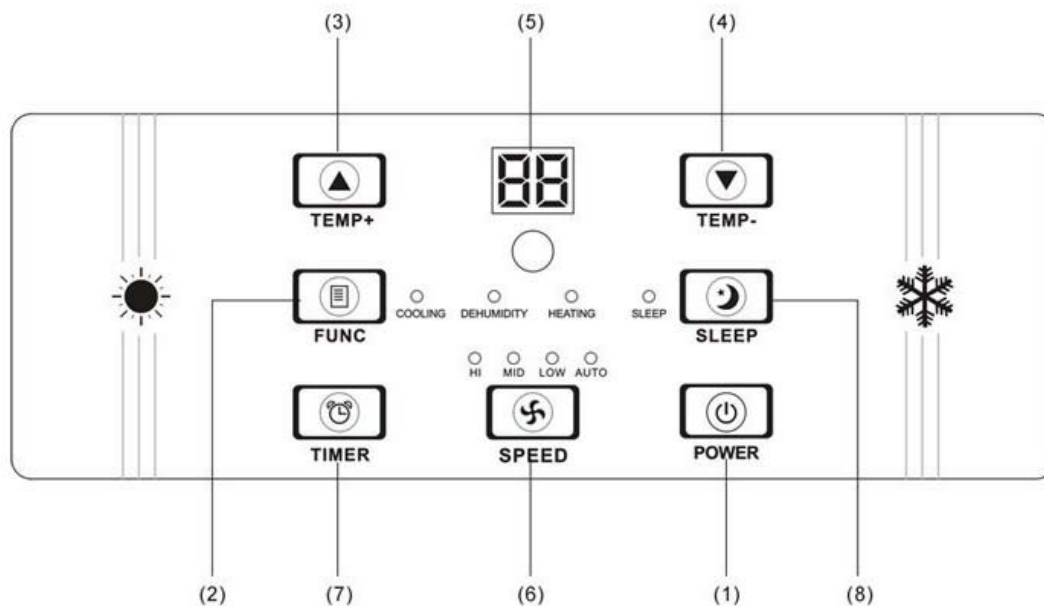 (3) (5) (4)
88
TEMP+ TEMP-
COOLING DEHUMIDITY HEATING SLEEP
FUNC SLEEP
HI MID LOW AUTO
TIMER SPEED POWER
(2) (7) (6) (1) (8)